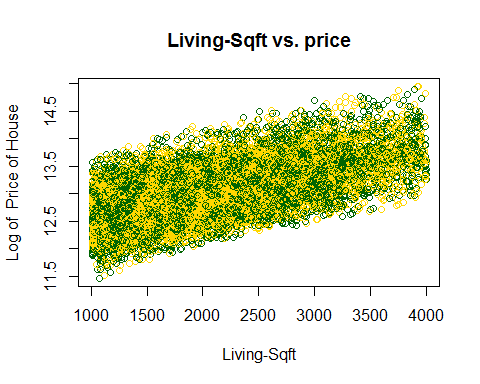 Living-Sqft vs. price
Log of  Price of House
14.5
13.5
12.5
11.5
1000 1500 2000 2500 3000 3500 4000
Living-Sqft